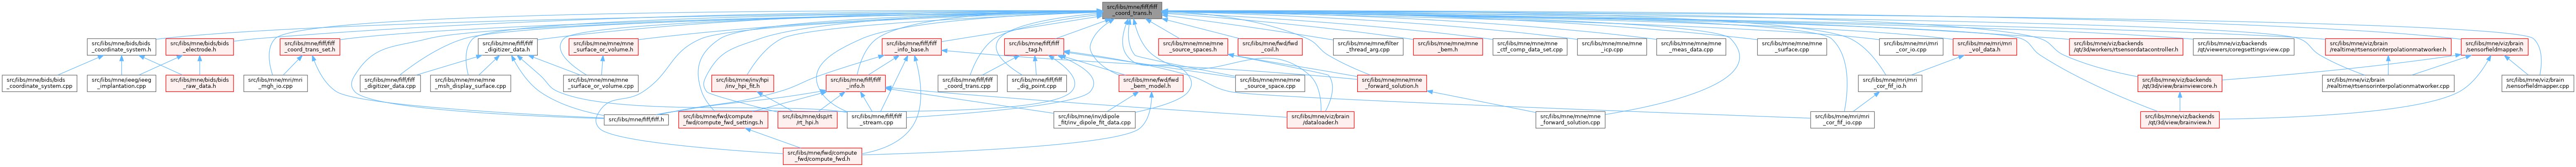 src/libs/mne/fiff/fiff
_coord_trans.h
src/libs/mne/bids/bids
_coordinate_system.h
src/libs/mne/bids/bids
_electrode.h
src/libs/mne/fiff/fiff
_coord_trans_set.h
src/libs/mne/fiff/fiff
_digitizer_data.h
src/libs/mne/mne/mne
_surface_or_volume.h
src/libs/mne/fiff/fiff
_info_base.h
src/libs/mne/fiff/fiff
_tag.h
src/libs/mne/mne/mne
_source_spaces.h
src/libs/mne/fwd/fwd
_coil.h
src/libs/mne/mne/filter
_thread_arg.cpp
src/libs/mne/mne/mne
_bem.h
src/libs/mne/mne/mne
_ctf_comp_data_set.cpp
src/libs/mne/mne/mne
_icp.cpp
src/libs/mne/mne/mne
_meas_data.cpp
src/libs/mne/mne/mne
_surface.cpp
src/libs/mne/mri/mri
_cor_io.cpp
src/libs/mne/mri/mri
_vol_data.h
src/libs/mne/viz/backends
/qt/3d/workers/rtsensordatacontroller.h
src/libs/mne/viz/backends
/qt/viewers/coregsettingsview.cpp
src/libs/mne/viz/brain
/realtime/rtsensorinterpolationmatworker.h
src/libs/mne/viz/brain
/sensorfieldmapper.h
src/libs/mne/bids/bids
_coordinate_system.cpp
src/libs/mne/ieeg/ieeg
_implantation.cpp
src/libs/mne/bids/bids
_raw_data.h
src/libs/mne/mri/mri
_mgh_io.cpp
src/libs/mne/fiff/fiff
_digitizer_data.cpp
src/libs/mne/mne/mne
_msh_display_surface.cpp
src/libs/mne/mne/mne
_surface_or_volume.cpp
src/libs/mne/inv/hpi
/inv_hpi_fit.h
src/libs/mne/fiff/fiff
_info.h
src/libs/mne/fiff/fiff
_coord_trans.cpp
src/libs/mne/fiff/fiff
_dig_point.cpp
src/libs/mne/fwd/fwd
_bem_model.h
src/libs/mne/mne/mne
_source_space.cpp
src/libs/mne/mne/mne
_forward_solution.h
src/libs/mne/mri/mri
_cor_fif_io.h
src/libs/mne/viz/backends
/qt/3d/view/brainviewcore.h
src/libs/mne/viz/brain
/realtime/rtsensorinterpolationmatworker.cpp
src/libs/mne/viz/brain
/sensorfieldmapper.cpp
src/libs/mne/fiff/fiff.h
src/libs/mne/fwd/compute
_fwd/compute_fwd_settings.h
src/libs/mne/dsp/rt
/rt_hpi.h
src/libs/mne/fiff/fiff
_stream.cpp
src/libs/mne/inv/dipole
_fit/inv_dipole_fit_data.cpp
src/libs/mne/viz/brain
/dataloader.h
src/libs/mne/mne/mne
_forward_solution.cpp
src/libs/mne/mri/mri
_cor_fif_io.cpp
src/libs/mne/viz/backends
/qt/3d/view/brainview.h
src/libs/mne/fwd/compute
_fwd/compute_fwd.h